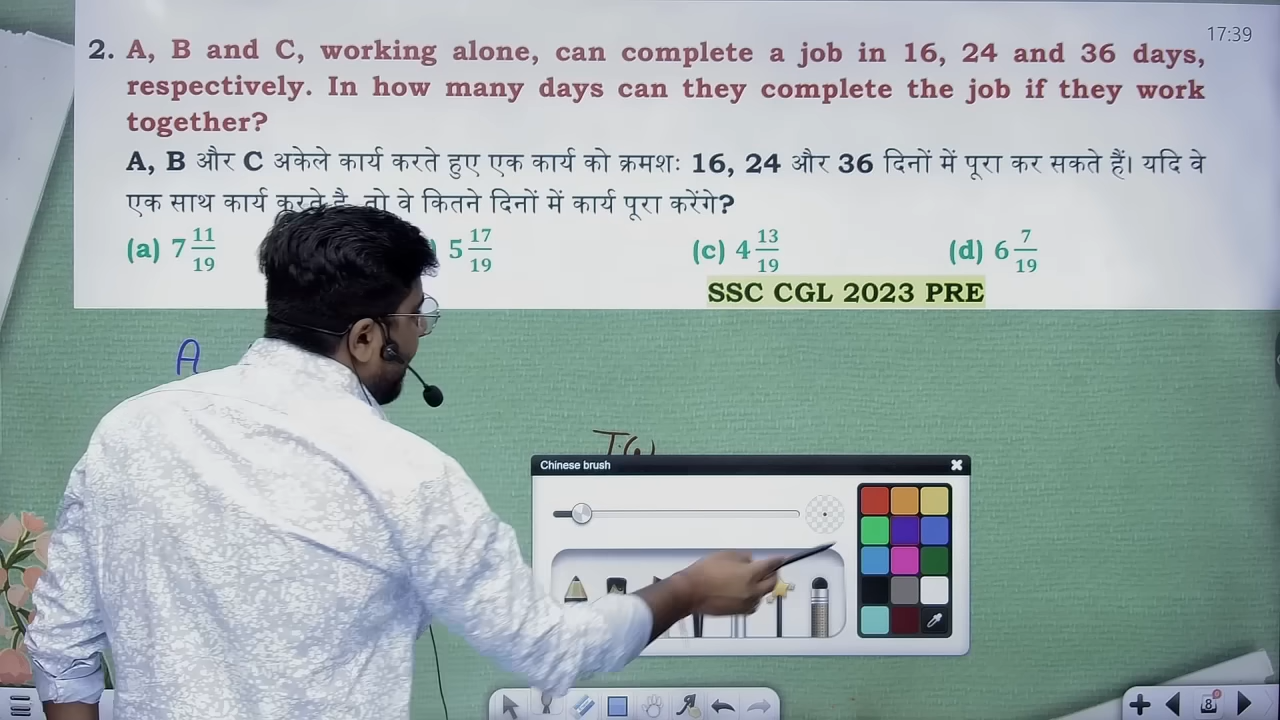 17:39
2. A, B and C, working alone, can complete a job in 16, 24 and 36 days,
respectively. In how many days can they complete the job if they work
together?
A, B और C अकेले कार्य करते हुए एक कार्य को क्रमशः 16, 24 और 36 दिनों में पूरा कर सकते हैं। यदि वे
एक साथ कार्य करते है, तो वे कितने दिनों में कार्य पूरा करेंगे?
(a) 7 11/19 ) 5 17/19 (c) 4 13/19 (d) 6 7/19
SSC CGL 2023 PRE
A
T.W
Chinese brush
8